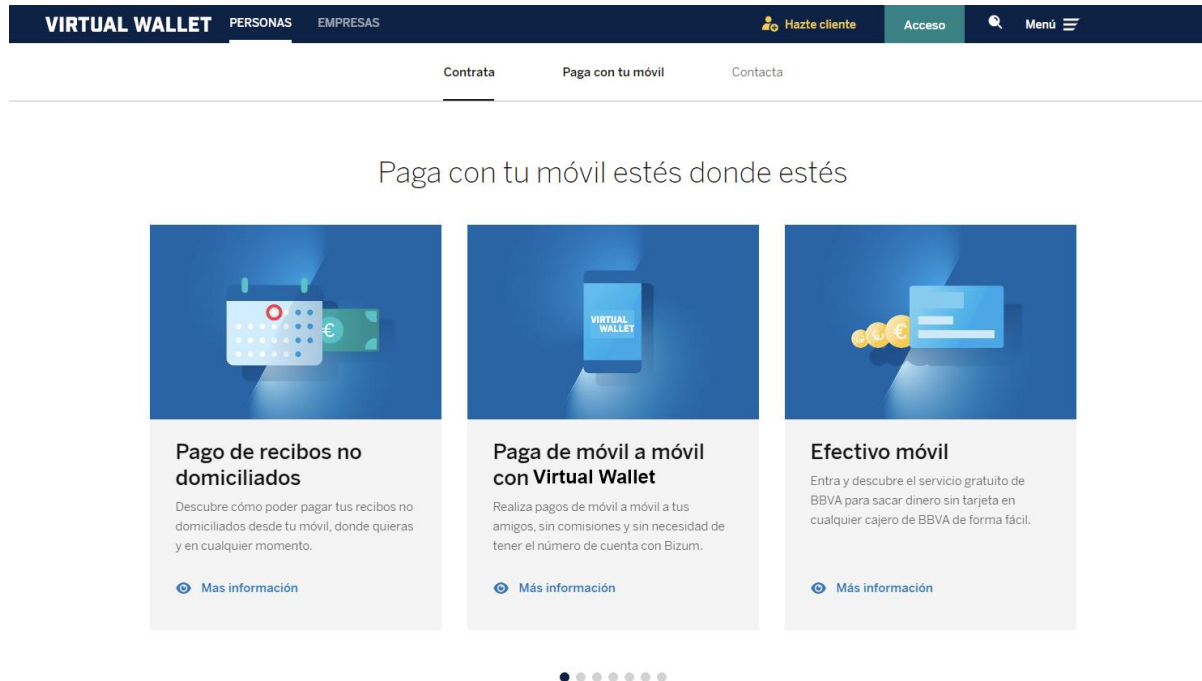 VIRTUAL WALLET PERSONAS EMPRESAS Hazte cliente Acceso Menú
Contrata Paga con tu móvil Contacta
Paga con tu móvil estés donde estés
€
VIRTUAL
WALLET
€ € €
Pago de recibos no
domiciliados
Descubre cómo poder pagar tus recibos no
domiciliados desde tu móvil, donde quieras
y en cualquier momento.
Mas información
Paga de móvil a móvil
con Virtual Wallet
Realiza pagos de móvil a móvil a tus
amigos, sin comisiones y sin necesidad de
tener el número de cuenta con Bizum.
Más información
Efectivo móvil
Entra y descubre el servicio gratuito de
BBVA para sacar dinero sin tarjeta en
cualquier cajero de BBVA de forma fácil.
Más información